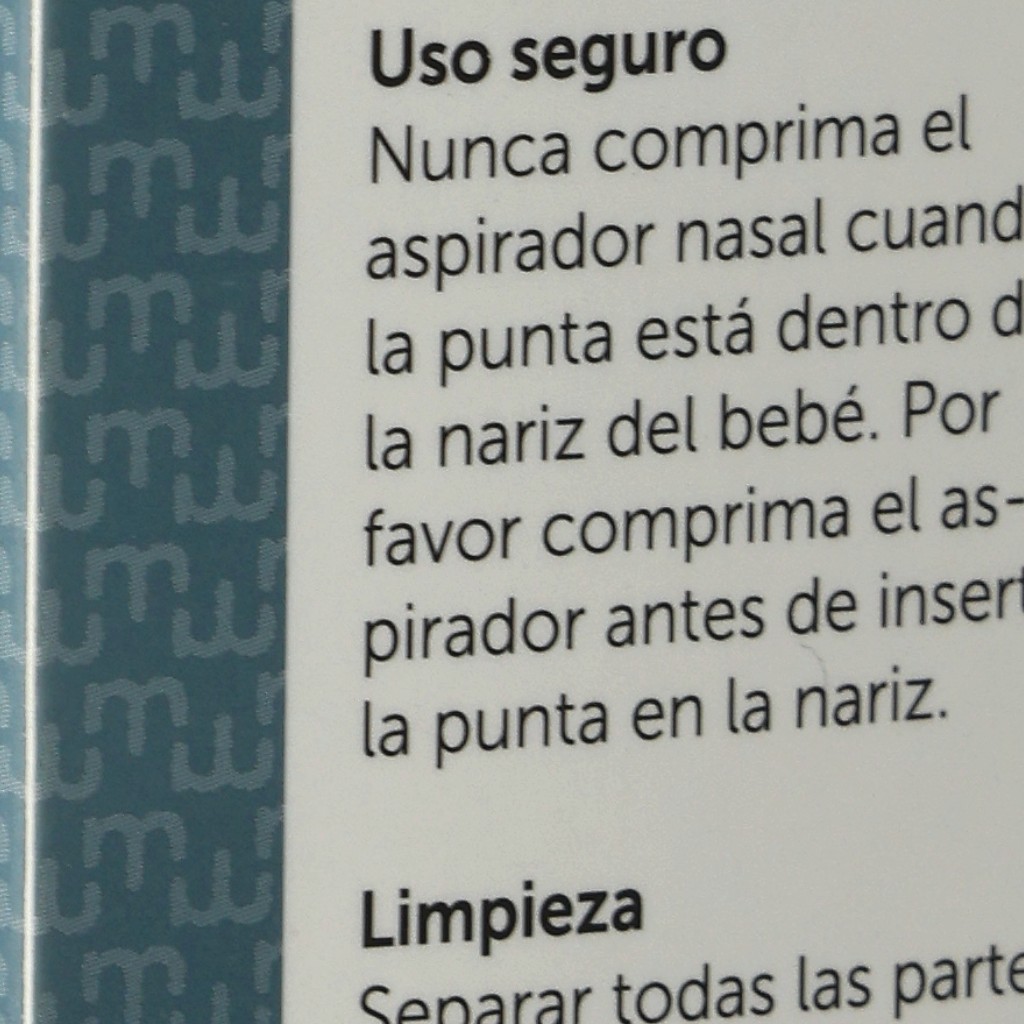 Uso seguro
Nunca comprima el
aspirador nasal cuand
la punta está dentro d
la nariz del bebé. Por
favor comprima el as-
pirador antes de insert
la punta en la nariz.
Limpieza
Separar todas las parte